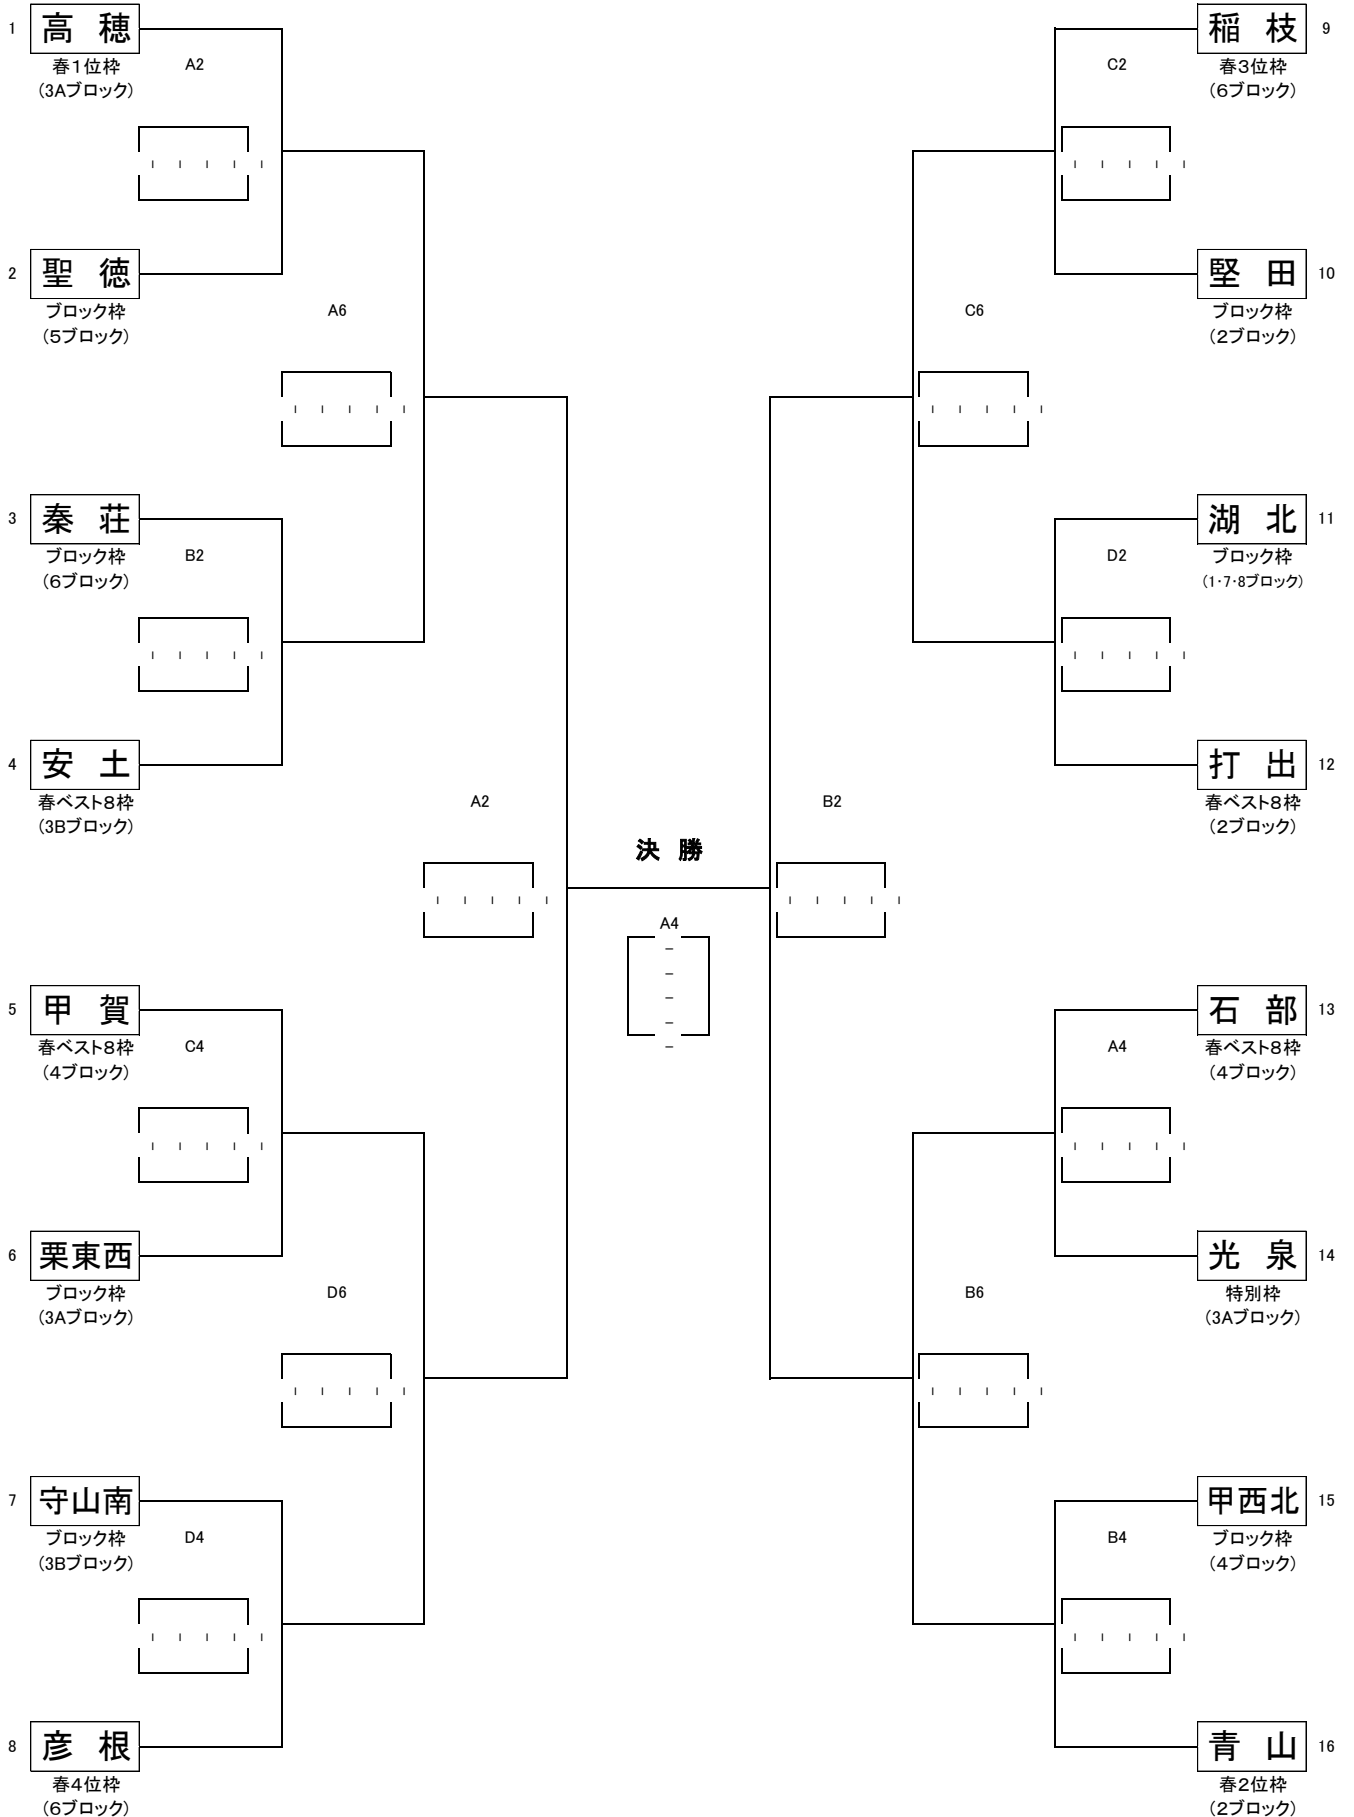 1 高 穂
春1位枠
(3Aブロック)
A2
2 聖 徳
ブロック枠
(5ブロック)
A6
3 秦 荘
ブロック枠
(6ブロック)
B2
4 安 土
春ベスト8枠
(3Bブロック)
A2
5 甲 賀
春ベスト8枠
(4ブロック)
C4
6 栗東西
ブロック枠
(3Aブロック)
D6
7 守山南
ブロック枠
(3Bブロック)
D4
8 彦 根
春4位枠
(6ブロック)
決 勝
A4
稲 枝 9
春3位枠
(6ブロック)
C2
堅 田 10
ブロック枠
(2ブロック)
C6
湖 北 11
ブロック枠
(1・7・8ブロック)
D2
打 出 12
春ベスト8枠
(2ブロック)
B2
石 部 13
春ベスト8枠
(4ブロック)
A4
光 泉 14
特別枠
(3Aブロック)
B6
甲西北 15
ブロック枠
(4ブロック)
B4
青 山 16
春2位枠
(2ブロック)